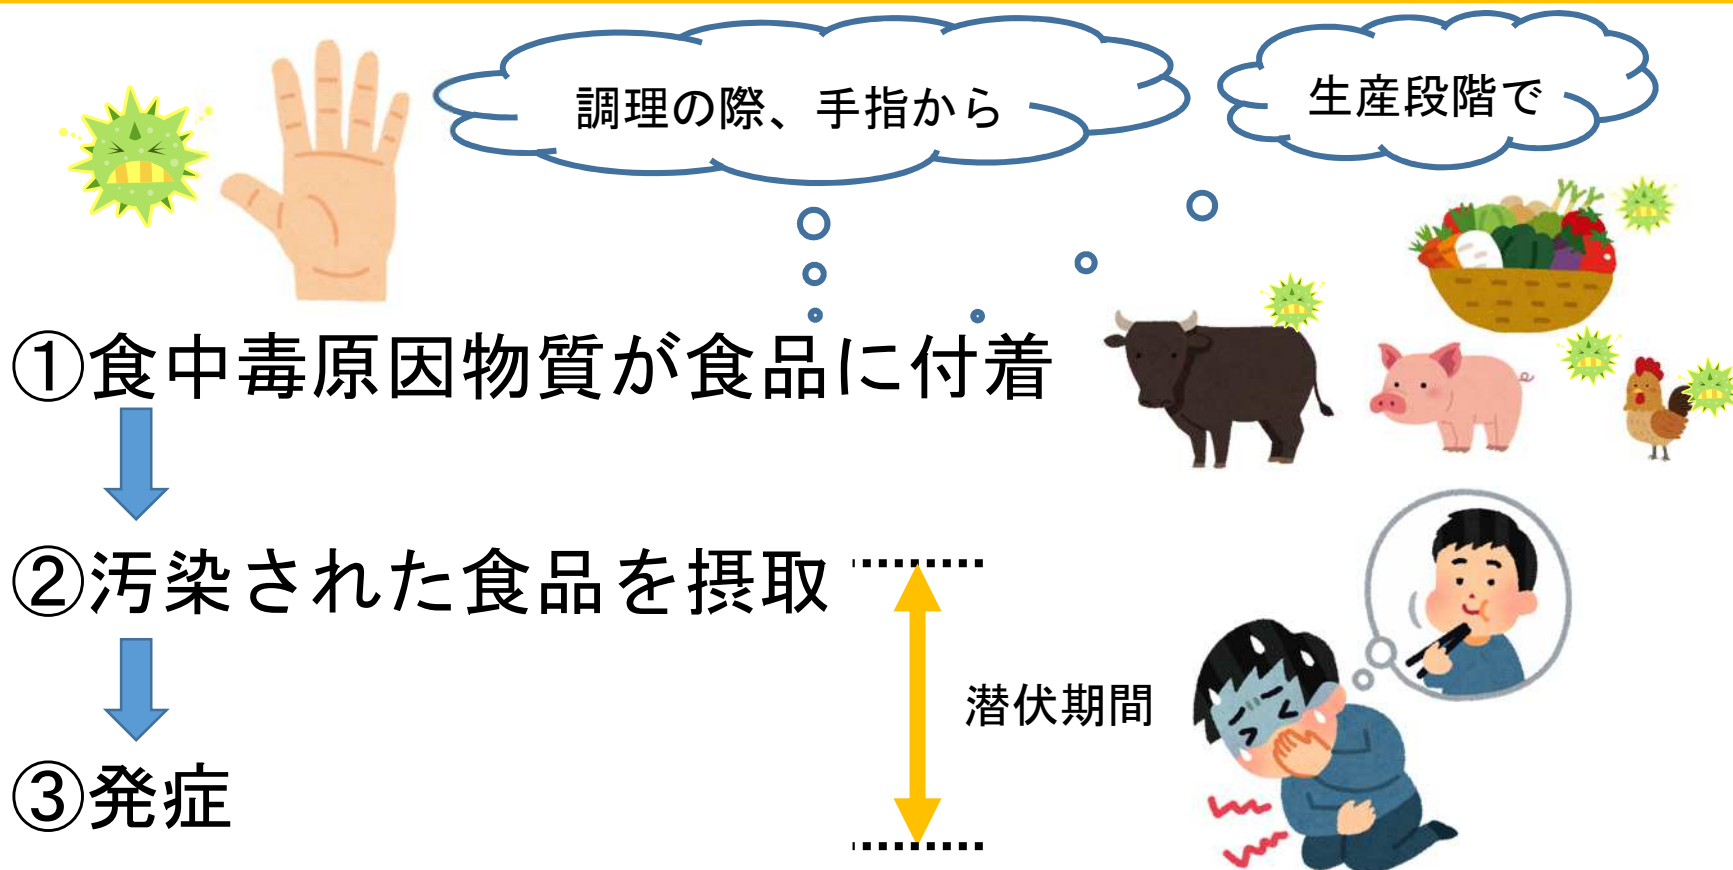 調理の際、手指から
生産段階で
①食中毒原因物質が食品に付着
②汚染された食品を摂取
潜伏期間
③発症